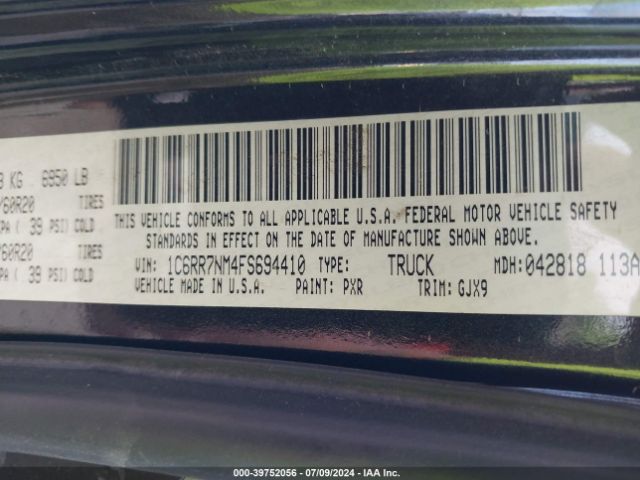 8 KG 6950 LB
/60R20 TIRES
PA ( 39 PSI) COLD
/60R20 TIRES
PA ( 39 PSI) COLD
THIS VEHICLE CONFORMS TO ALL APPLICABLE U.S.A. FEDERAL MOTOR VEHICLE SAFETY
STANDARDS IN EFFECT ON THE DATE OF MANUFACTURE SHOWN ABOVE.
VIN: 1C6RR7NM4FS694410 TYPE: TRUCK MDH: 042818 113A
VEHICLE MADE IN U.S.A. PAINT: PXR TRIM: GJX9
000-39752056 - 07/09/2024 - IAA Inc.